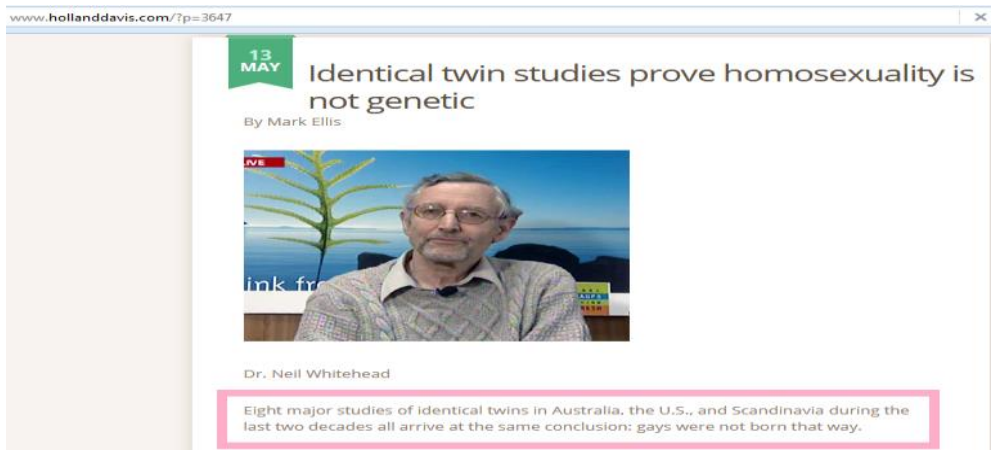 www.hollanddavis.com/?p=3647
13
MAY
Identical twin studies prove homosexuality is
not genetic
By Mark Ellis
LIVE
ink fr
Dr. Neil Whitehead
Eight major studies of identical twins in Australia, the U.S., and Scandinavia during the
last two decades all arrive at the same conclusion: gays were not born that way.